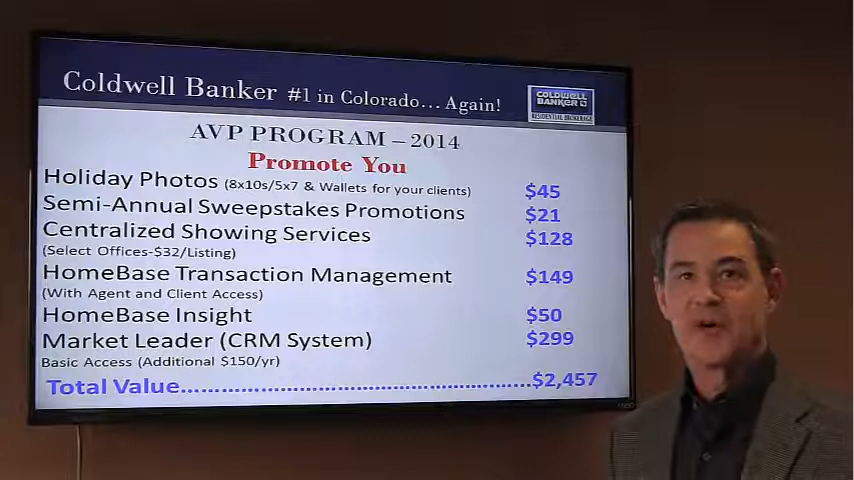 Coldwell Banker #1 in Colorado... Again!
COLDWELL
BANKER
RESIDENTIAL BROKERAGE
AVP PROGRAM – 2014
Promote You
Holiday Photos (8x10s/5x7 & Wallets for your clients) $45
Semi-Annual Sweepstakes Promotions $21
Centralized Showing Services $128
(Select Offices-$32/Listing)
HomeBase Transaction Management $149
(With Agent and Client Access)
HomeBase Insight $50
Market Leader (CRM System) $299
Basic Access (Additional $150/yr)
Total Value......................................................$2,457